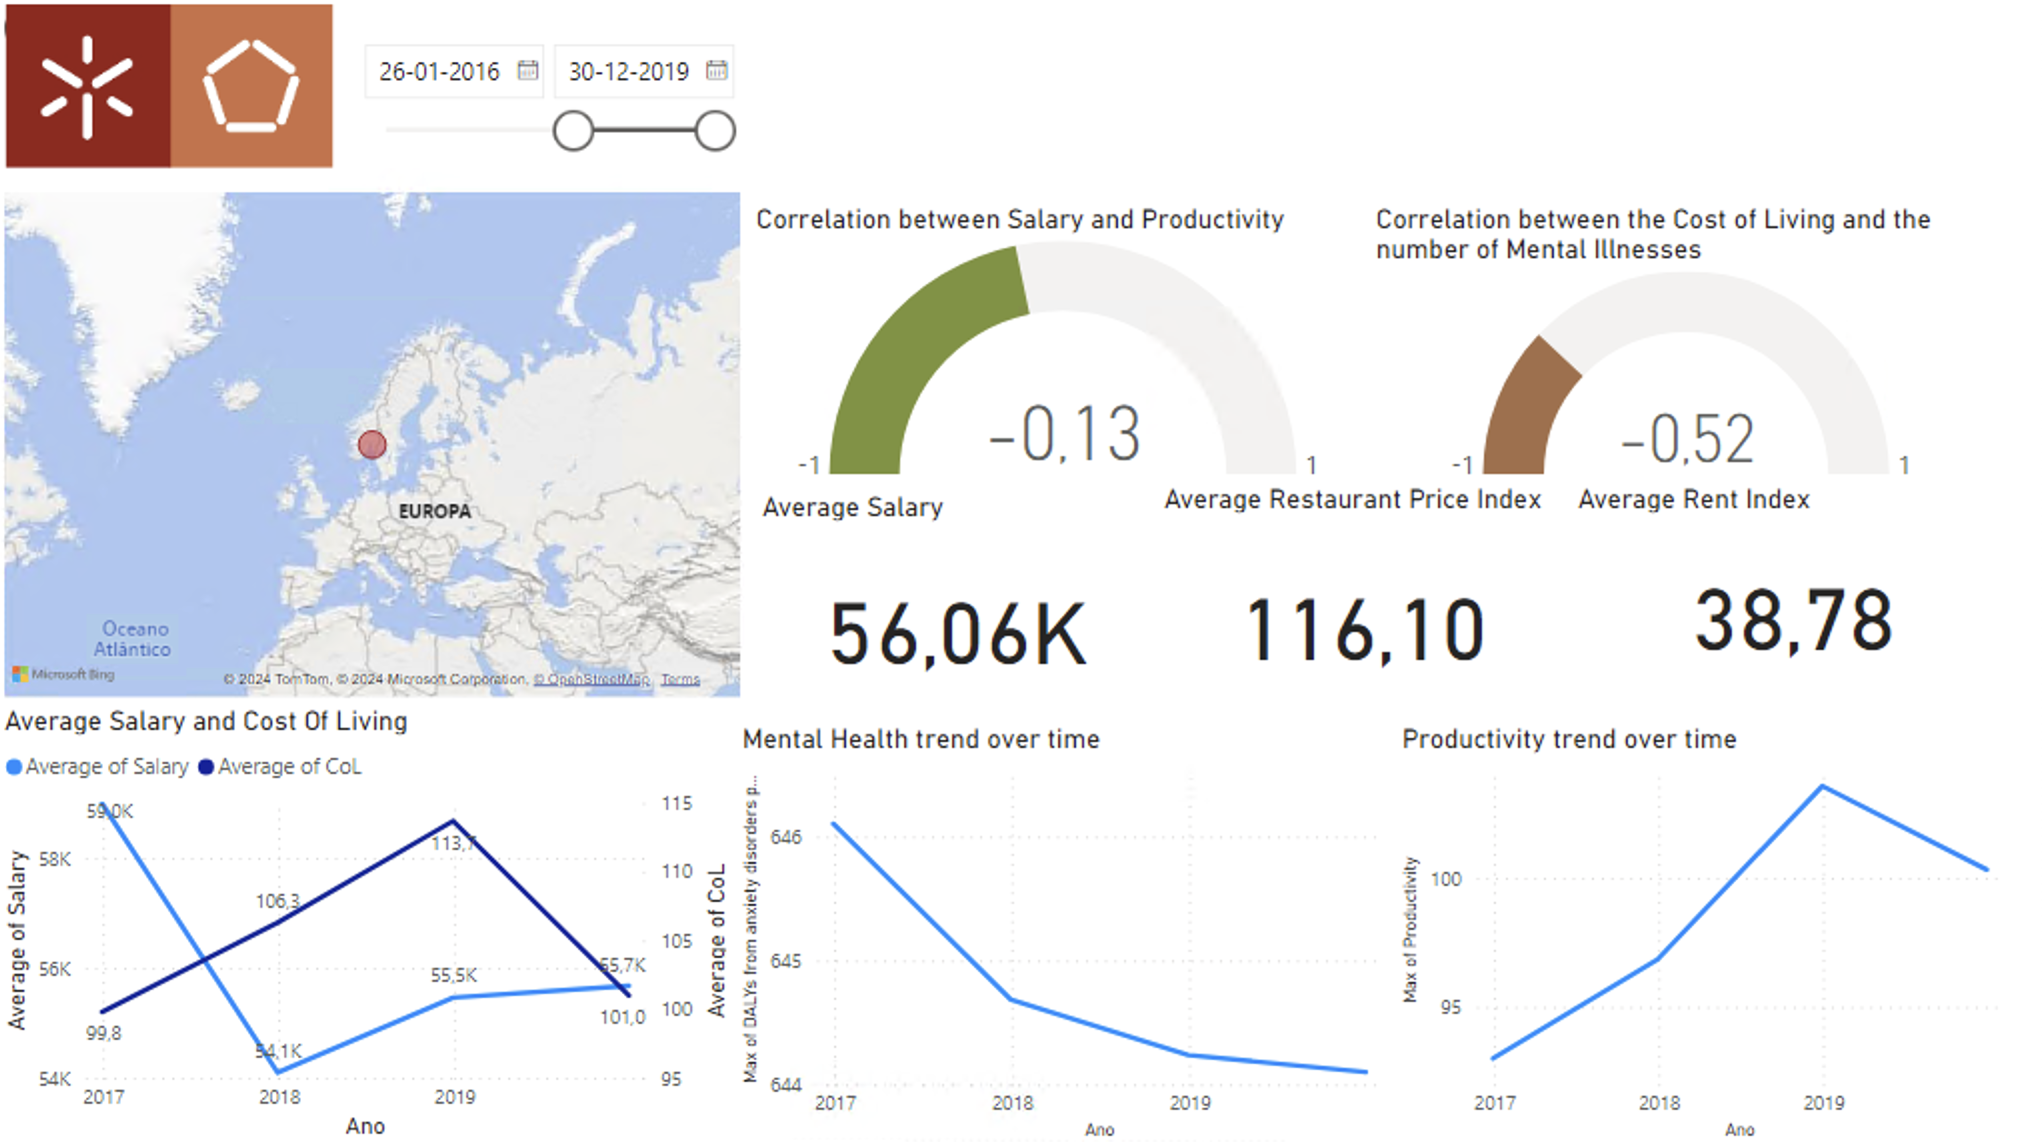 26-01-2016
30-12-2019
EUROPA
Oceano
Atlântico
Microsoft Bing
© 2024 TomTom, © 2024 Microsoft Corporation, © OpenStreetMap Terms
Correlation between Salary and Productivity
-1
−0,13
1
Correlation between the Cost of Living and the
number of Mental Illnesses
-1
−0,52
1
Average Salary
56,06K
Average Restaurant Price Index
116,10
Average Rent Index
38,78
Average Salary and Cost Of Living
Average of Salary Average of CoL
Average of Salary
58K
56K
54K
59,0K
54,1K
55,5K
55,7K
99,8
106,3
113,7
101,0
115
110
105
100
95
Average of CoL
2017 2018 2019
Ano
Mental Health trend over time
Max of DALYs from anxiety disorders p...
646
645
644
2017 2018 2019
Ano
Productivity trend over time
Max of Productivity
100
95
2017 2018 2019
Ano